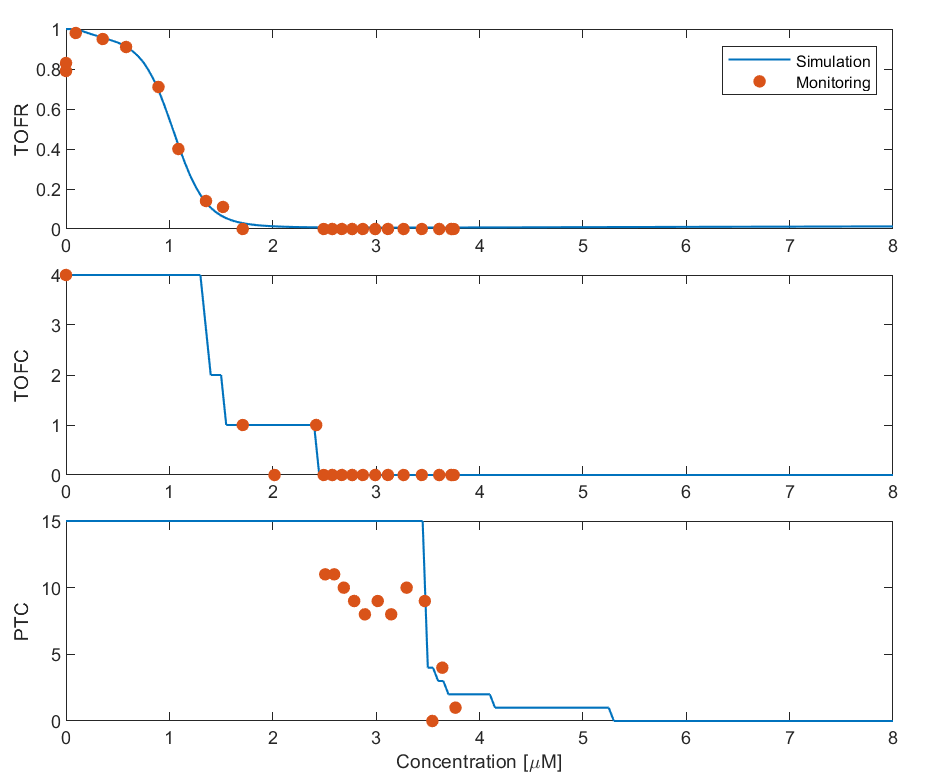 1
0.8
0.6
0.4
0.2
0
TOFR
Simulation
Monitoring
0 1 2 3 4 5 6 7 8
4
3
2
1
0
TOFC
0 1 2 3 4 5 6 7 8
15
10
5
0
PTC
0 1 2 3 4 5 6 7 8
Concentration [μM]